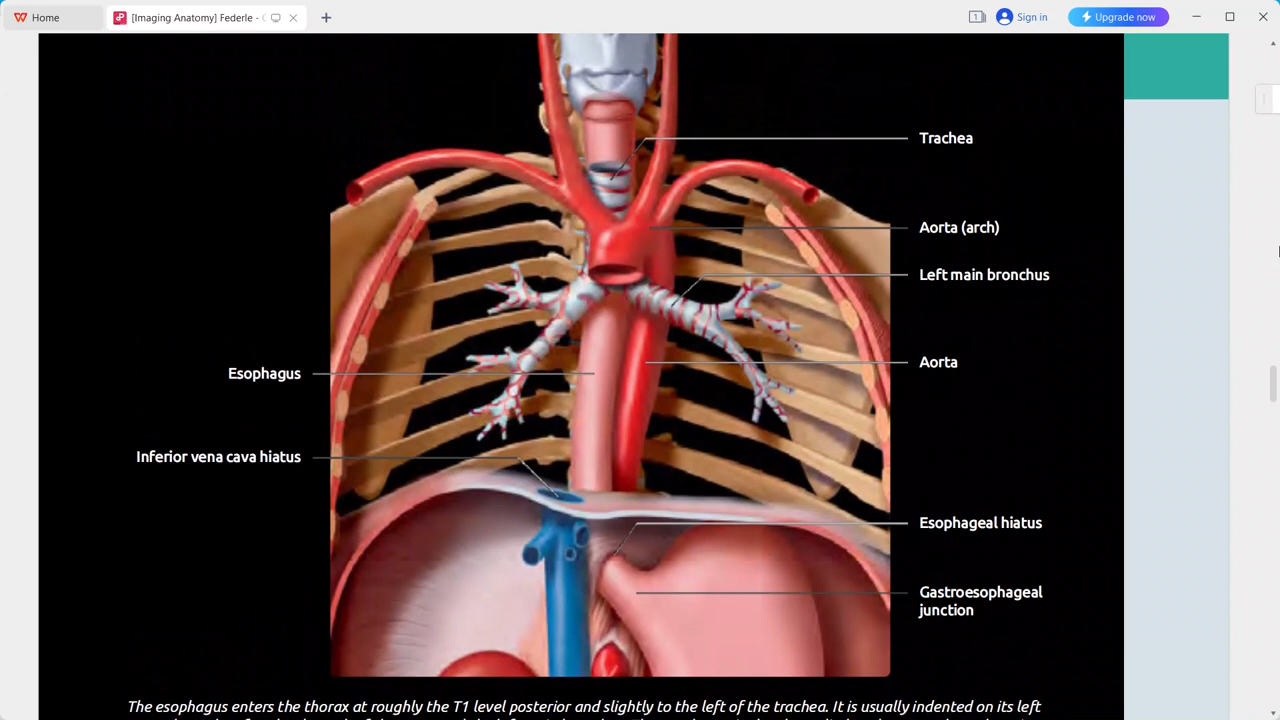 Home
[Imaging Anatomy] Federle -
1
Sign in
Upgrade now
Trachea
Aorta (arch)
Left main bronchus
Aorta
Esophagus
Inferior vena cava hiatus
Esophageal hiatus
Gastroesophageal
junction
The esophagus enters the thorax at roughly the T1 level posterior and slightly to the left of the trachea. It is usually indented on its left